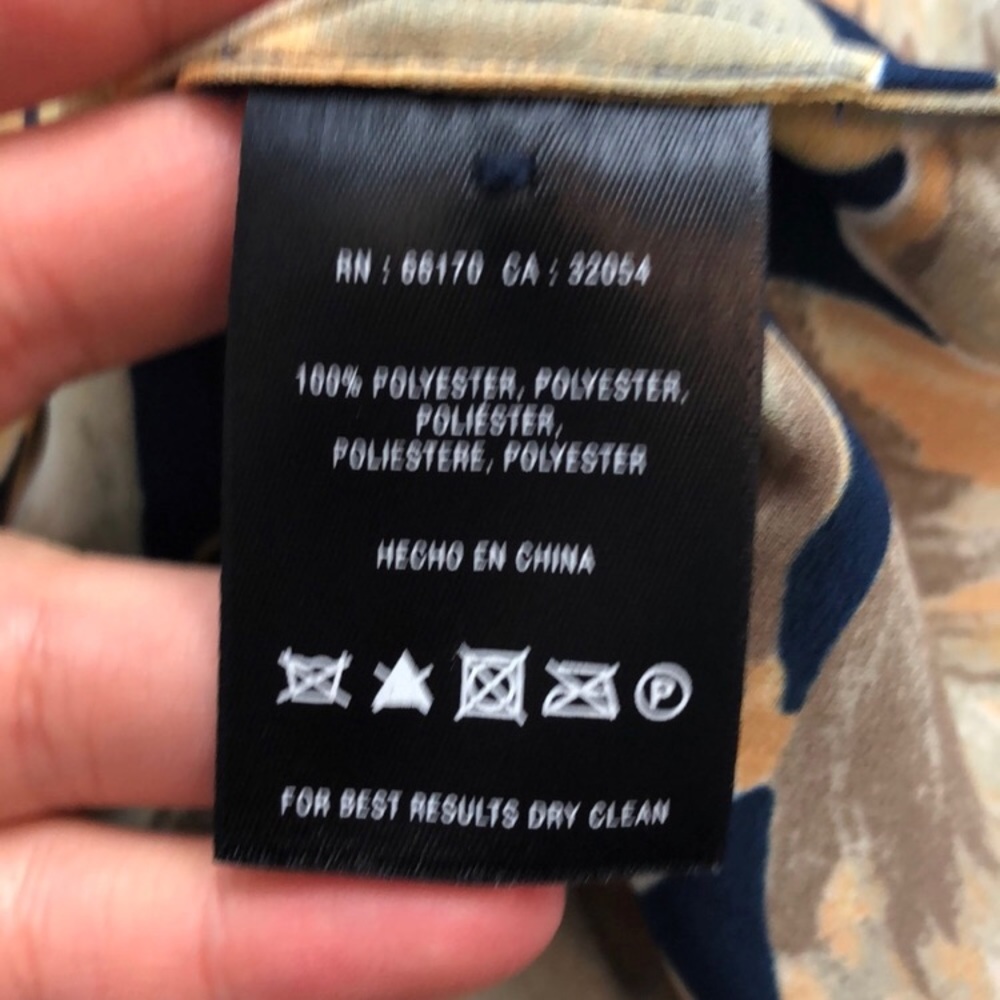 RN : 66170 CA : 32054
100% POLYESTER, POLYESTER,
POLIÉSTER,
POLIESTERE, POLYESTER
HECHO EN CHINA
P
FOR BEST RESULTS DRY CLEAN